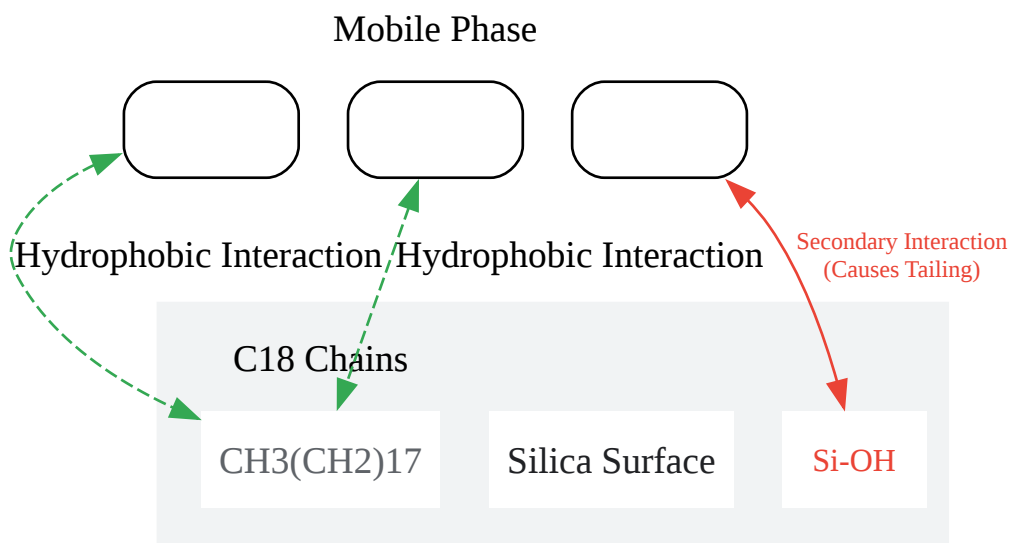 Mobile Phase
Hydrophobic Interaction
Hydrophobic Interaction
Secondary Interaction
(Causes Tailing)
C18 Chains
CH3(CH2)17
Silica Surface
Si-OH